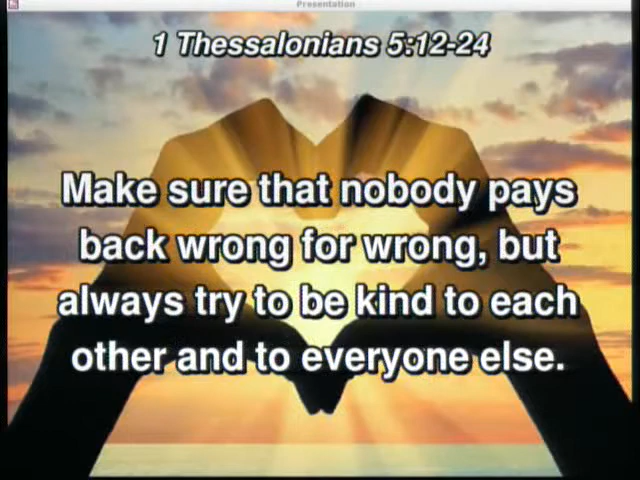 Presentation
1 Thessalonians 5:12-24
Make sure that nobody pays
back wrong for wrong, but
always try to be kind to each
other and to everyone else.